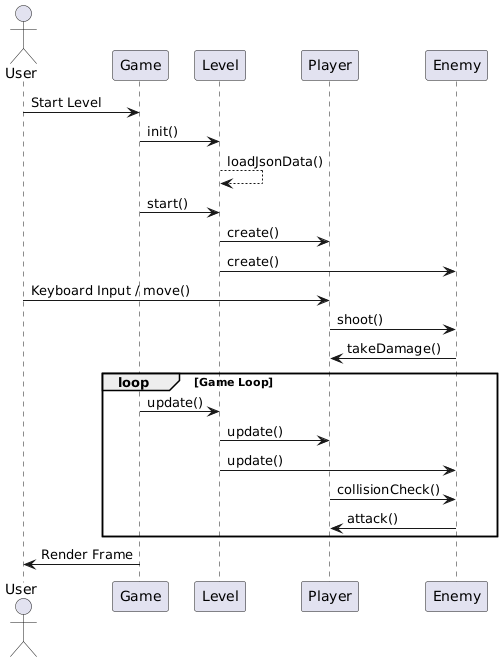 User
Game Level Player Enemy
Start Level
init()
loadJsonData()
start()
create()
create()
Keyboard Input / move()
shoot()
takeDamage()
loop [Game Loop]
update()
update()
update()
collisionCheck()
attack()
Render Frame
User
Game Level Player Enemy